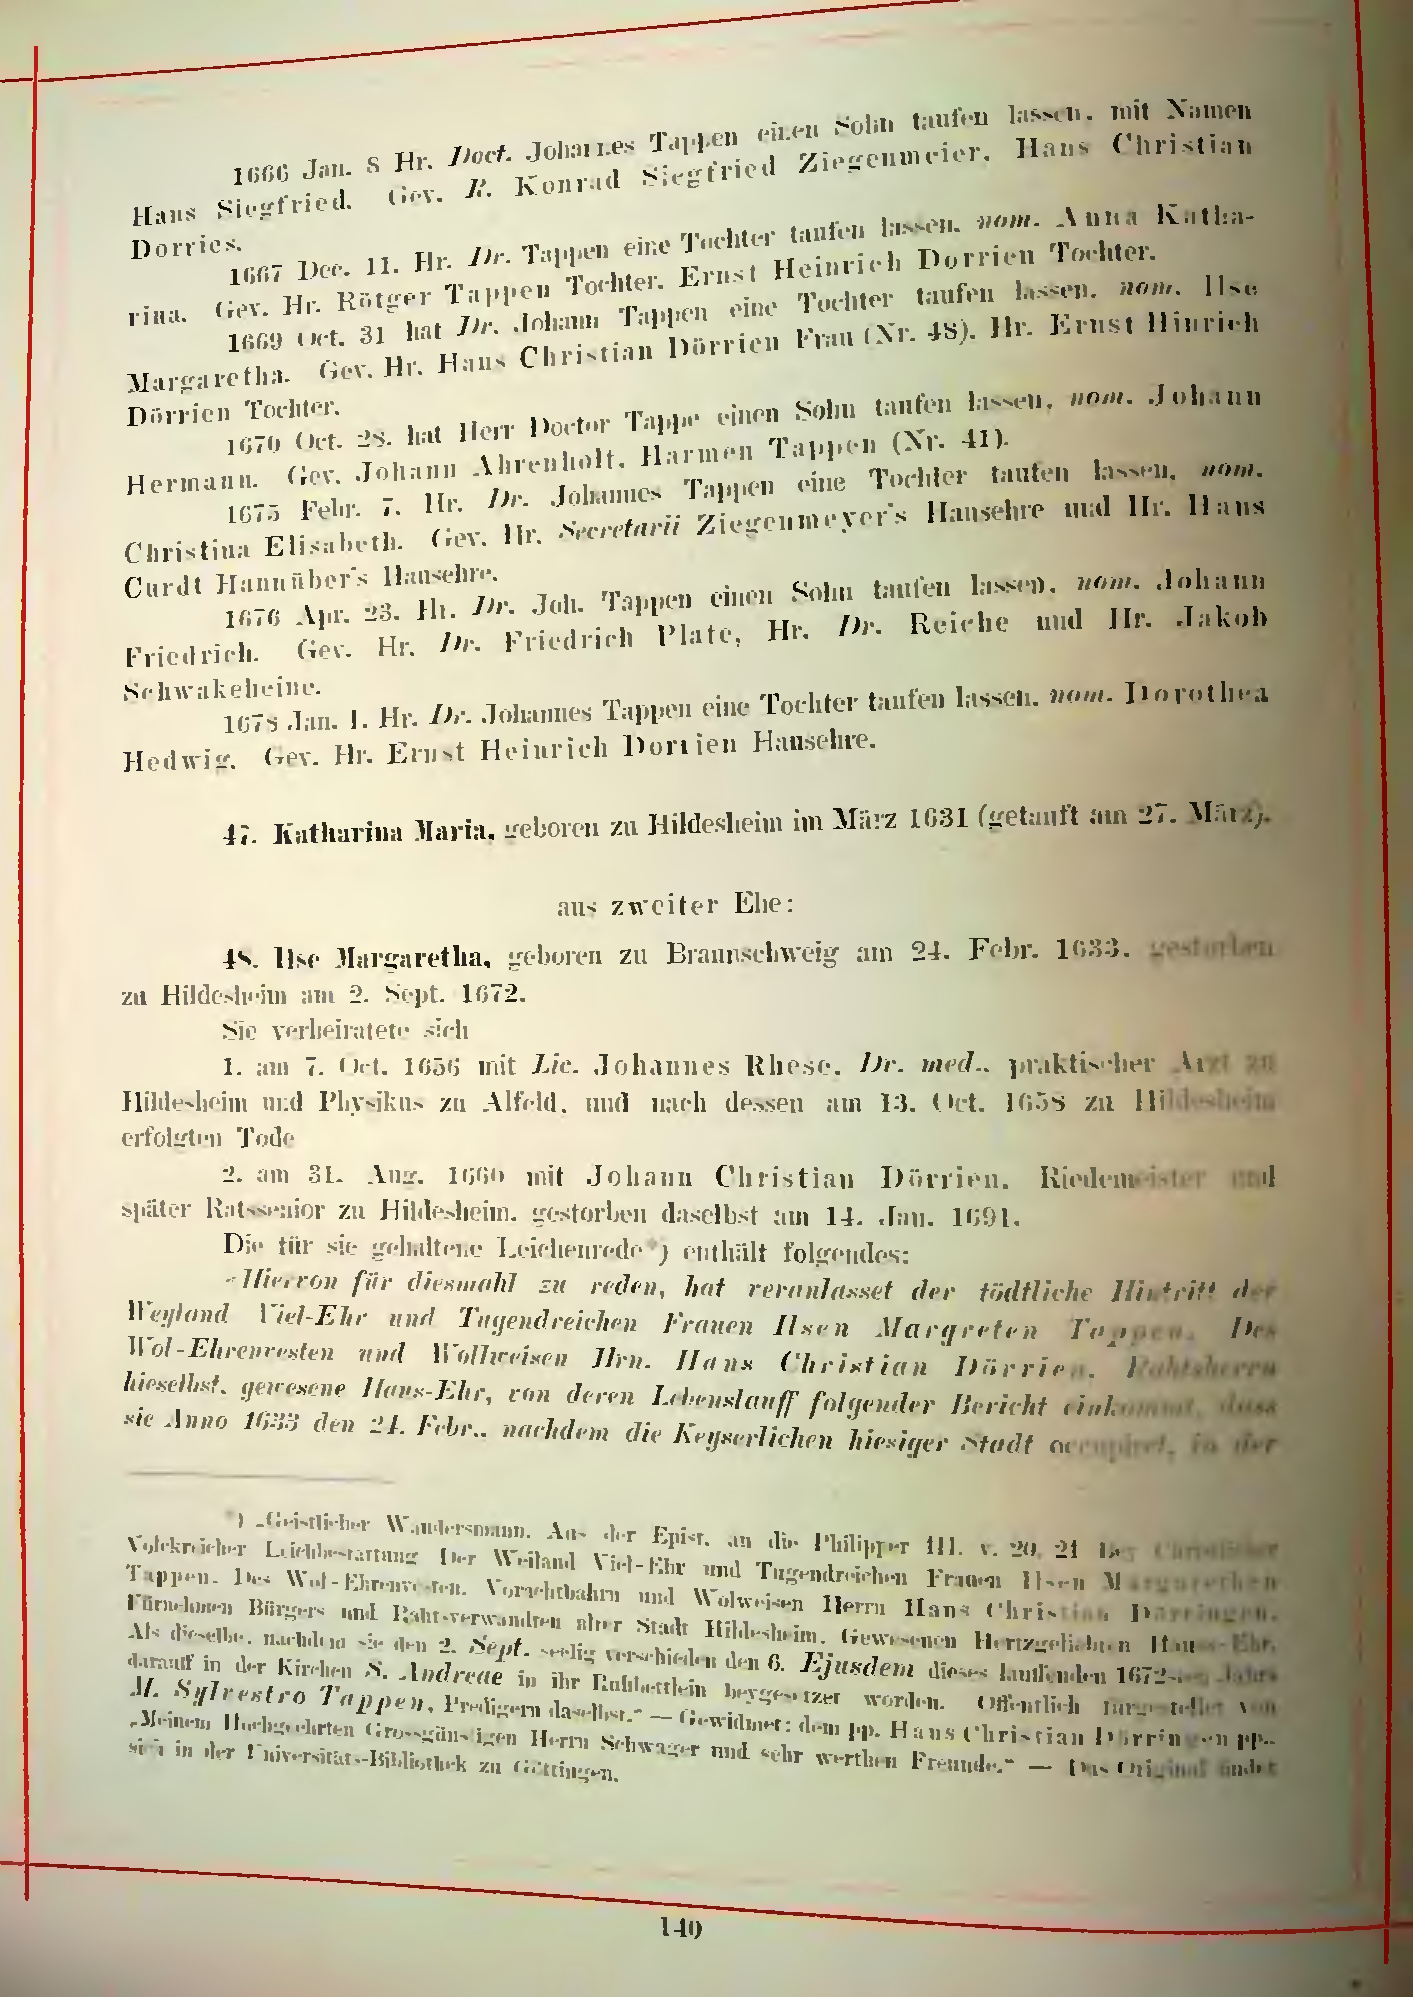 1666 Jan. 8 Hr. Doct. Johannes Tappen einen Sohn taufen lassen, mit Namen
Hans Siegfried. Gev. R. Konrad Siegfried Ziegenmeier, Hans Christian
Dorries.
1667 Dec. 11. Hr. Dr. Tappen eine Tochter taufen lassen, nom. Anna Katha-
rina. Gev. Hr. Rötger Tappen Tochter. Ernst Heinrich Dorrien Tochter.
1669 Oct. 31 hat Dr. Johann Tappen eine Tochter taufen lassen, nom. Ilse
Margaretha. Gev. Hr. Hans Christian Dörrien Frau (Nr. 48). Hr. Ernst Hinrich
Dörrien Tochter.
1670 Oct. 28. hat Herr Doctor Tappe einen Sohn taufen lassen, nom. Johann
Hermann. Gev. Johann Ahrenholt, Harmen Tappen (Nr. 41).
1675 Febr. 7. Hr. Dr. Johannes Tappen eine Tochter taufen lassen, nom.
Christina Elisabeth. Gev. Hr. Secretarii Ziegenmeyer's Hausehre und Hr. Hans
Curdt Hannüber's Hausehre.
1676 Apr. 23. Hr. Dr. Joh. Tappen einen Sohn taufen lassen, nom. Johann
Friedrich. Gev. Hr. Dr. Friedrich Plate, Hr. Dr. Reiche und Hr. Jakob
Schwakeheine.
1678 Jan. 1. Hr. Dr. Johannes Tappen eine Tochter taufen lassen, nom. Dorothea
Hedwig. Gev. Hr. Ernst Heinrich Dorrien Hausehre.
47. Katharina Maria, geboren zu Hildesheim im März 1631 (getauft am 27. März).
aus zweiter Ehe:
48. Ilse Margaretha, geboren zu Braunschweig am 24. Febr. 1633, gestorben
zu Hildesheim am 2. Sept. 1672.
Sie verheiratete sich
1. am 7. Oct. 1656 mit Lic. Johannes Rhese, Dr. med., praktischer Arzt zu
Hildesheim und Physikus zu Alfeld, und nach dessen am 13. Oct. 1658 zu Hildesheim
erfolgten Tode
2. am 31. Aug. 1660 mit Johann Christian Dörrien, Riedemeister und
später Ratssenior zu Hildesheim, gestorben daselbst am 14. Jan. 1691.
Die für sie gehaltene Leichenrede*) enthält folgendes:
„Hiervon für diesmahl zu reden, hat veranlasset der tödtliche Hintritt der
Weyland Viel-Ehr und Tugendreichen Frauen Ilsen Margreten Tappen, Des
Wol-Ehrenvesten und Wollweisen Hrn. Hans Christian Dörrien, Rahtsherrn
hieselbst, gewesene Haus-Ehr, von deren Lebenslauff folgender Bericht einkommt, dass
sie Anno 1633 den 24. Febr., nachdem die Keyserlichen hiesiger Stadt occupiret, in der
*) „Geistlicher Wandersmann. Aus der Epist. an die Philipper III. v. 20, 21 Bey Christlicher
Volckreicher Leichbestattung Der Weiland Viel-Ehr und Tugendreichen Frauen Ilsen Margarethen
Tappen. Des Wol-Ehrenvesten, Vorachtbahrn und Wolweisen Herrn Hans Christian Dörringen,
Fürnehmen Bürgers und Rahtsverwandten alter Stadt Hildesheim, Gewesenen Hertzgeliebten Haus-Ehr,
Als dieselbe, nachdem sie den 2. Sept. seelig verschieden den 6. Ejusdem dieses lauffenden 1672-sten Jahrs
darauff in der Kirchen S. Andreae in ihr Ruhbettlein beygesetzet worden. Offentlich fürgestellet von
M. Sylvestro Tappen, Predigern daselbst.“ — Gewidmet: dem pp. Hans Christian Dörringen pp.,
„Meinem Hochgeehrten Grossgünstigen Herrn Schwager und sehr werthen Freunde.“ — Das Original findet
sich in der Universitäts-Bibliothek zu Göttingen.
140